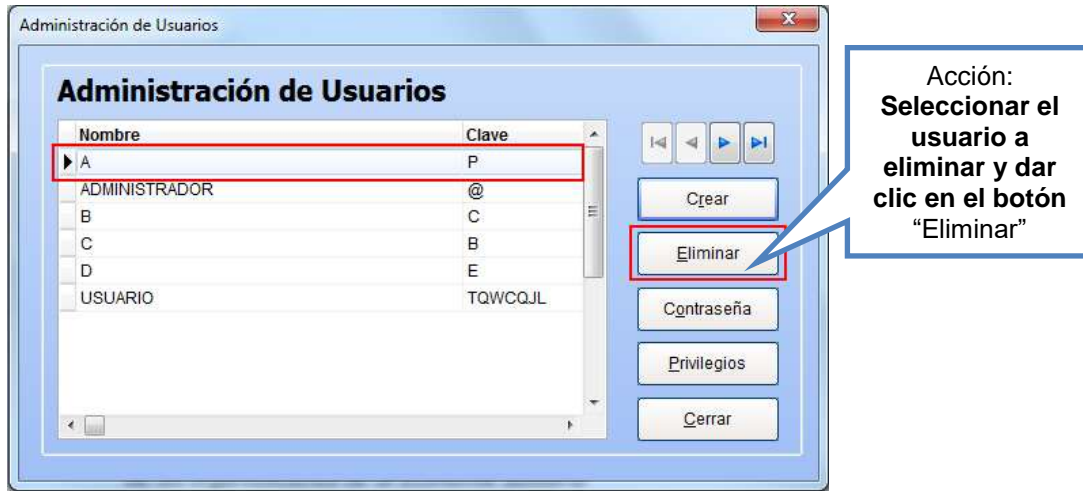 Administración de Usuarios
Administración de Usuarios
Nombre Clave
A P
ADMINISTRADOR @
B C
C B
D E
USUARIO TQWCQJL
Crear
Eliminar
Contraseña
Privilegios
Cerrar
Acción:
Seleccionar el
usuario a
eliminar y dar
clic en el botón
“Eliminar”